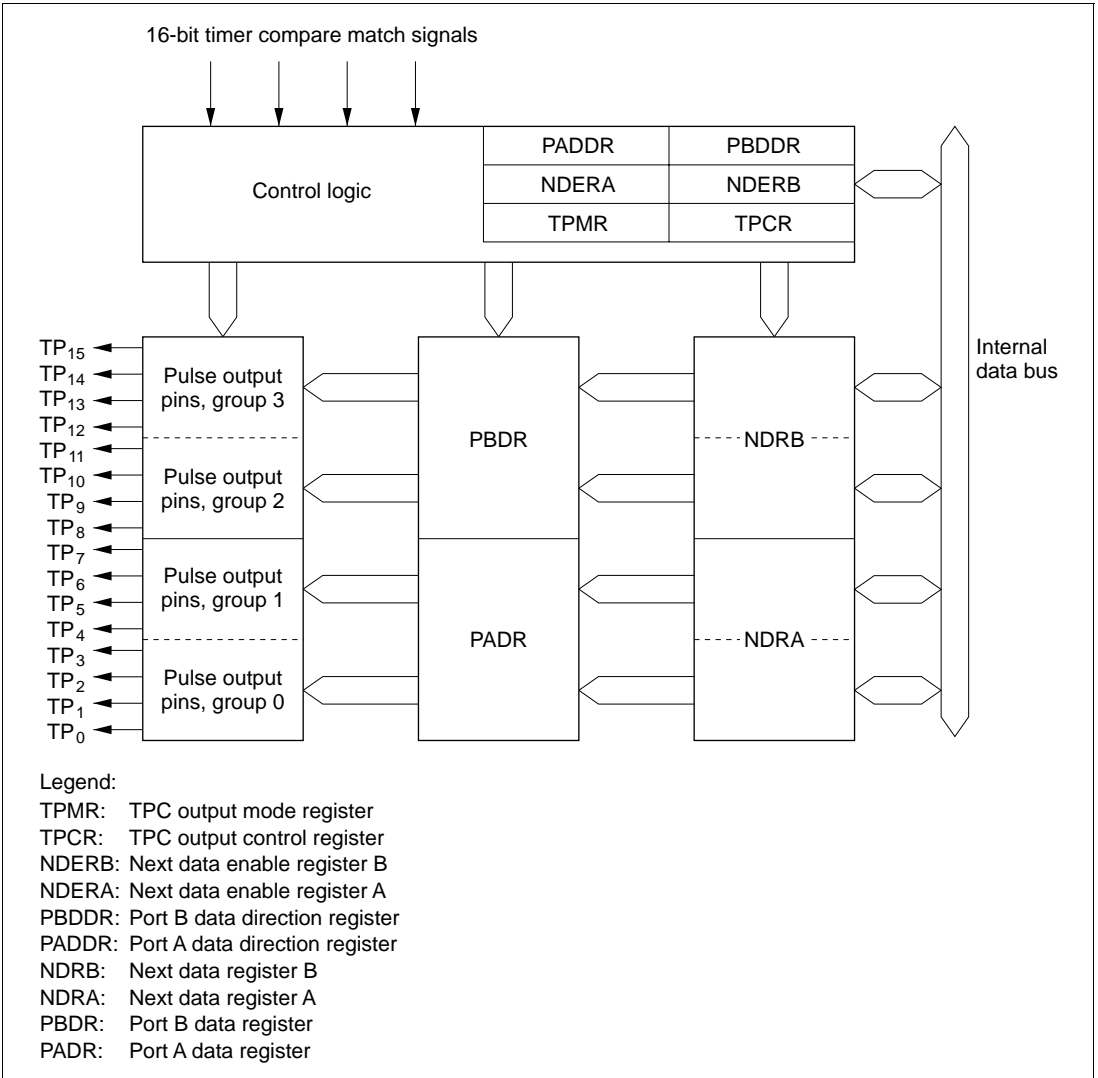 16-bit timer compare match signals
Control logic
PADDR
PBDDR
NDERA
NDERB
TPMR
TPCR
Internal
data bus
TP15
TP14
TP13
TP12
TP11
TP10
TP9
TP8
TP7
TP6
TP5
TP4
TP3
TP2
TP1
TP0
Pulse output
pins, group 3
Pulse output
pins, group 2
Pulse output
pins, group 1
Pulse output
pins, group 0
PBDR
PADR
NDRB
NDRA
Legend:
TPMR: TPC output mode register
TPCR: TPC output control register
NDERB: Next data enable register B
NDERA: Next data enable register A
PBDDR: Port B data direction register
PADDR: Port A data direction register
NDRB: Next data register B
NDRA: Next data register A
PBDR: Port B data register
PADR: Port A data register